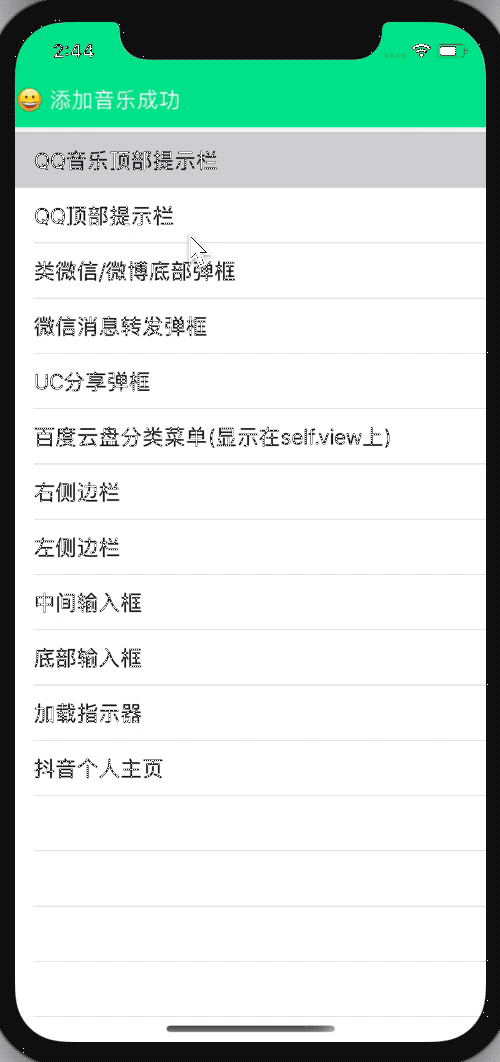 2:44
😀 添加音乐成功
QQ音乐顶部提示栏
QQ顶部提示栏
类微信/微博底部弹框
微信消息转发弹框
UC分享弹框
百度云盘分类菜单(显示在self.view上)
右侧边栏
左侧边栏
中间输入框
底部输入框
加载指示器
抖音个人主页